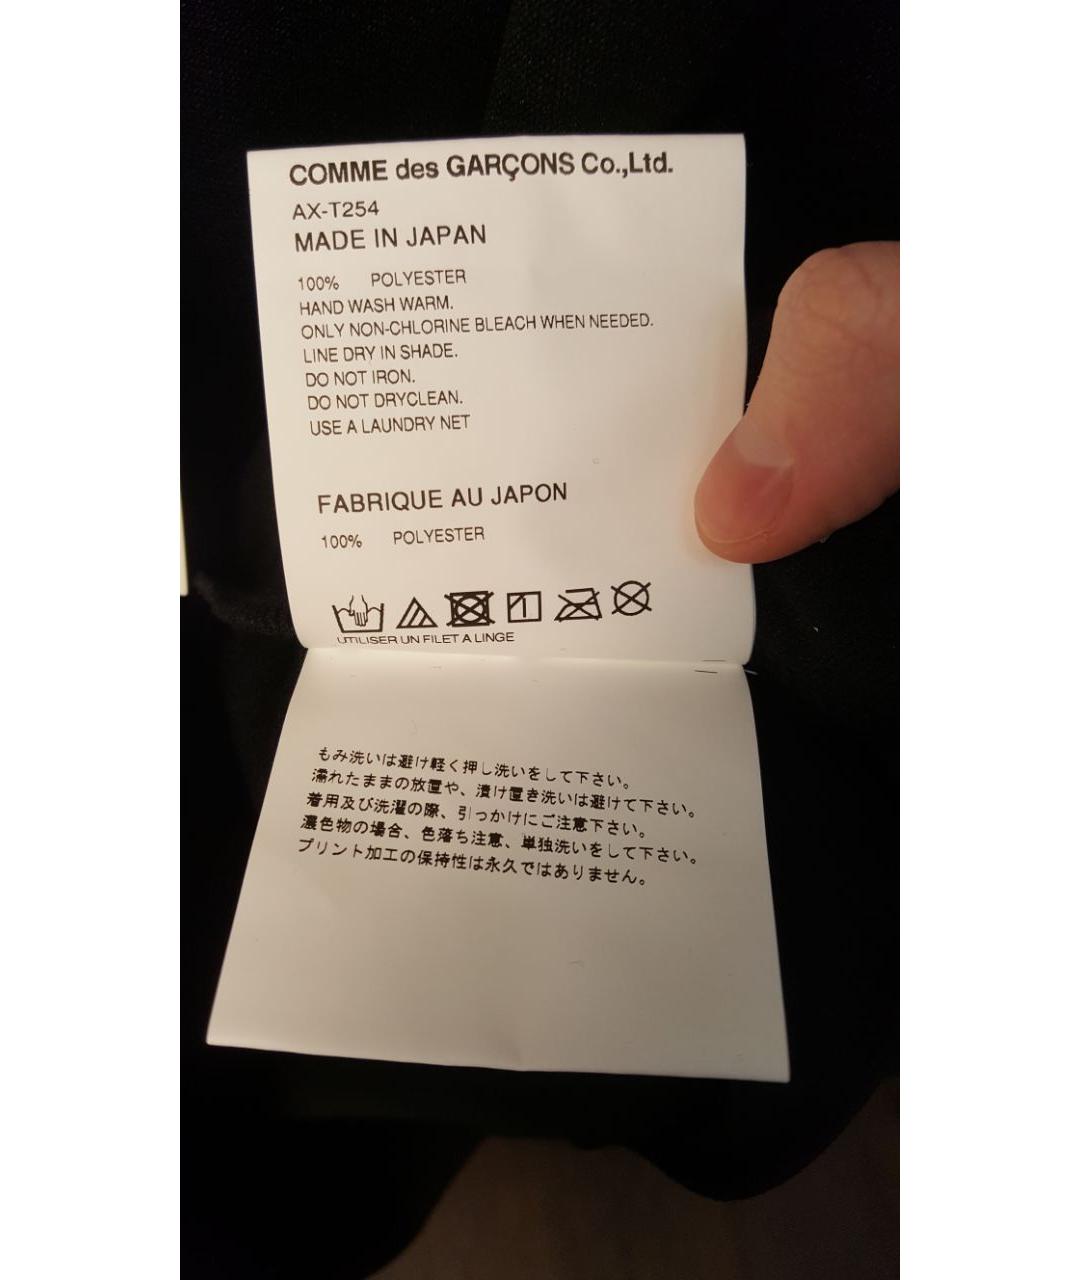 COMME des GARÇONS Co.,Ltd.
AX-T254
MADE IN JAPAN
100% POLYESTER
HAND WASH WARM.
ONLY NON-CHLORINE BLEACH WHEN NEEDED.
LINE DRY IN SHADE.
DO NOT IRON.
DO NOT DRYCLEAN.
USE A LAUNDRY NET
FABRIQUE AU JAPON
100% POLYESTER
UTILISER UN FILET A LINGE
もみ洗いは避け軽く押し洗いをして下さい。
濡れたままの放置や、漬け置き洗いは避けて下さい。
着用及び洗濯の際、引っかけにご注意下さい。
濃色物の場合、色落ち注意、単独洗いをして下さい。
プリント加工の保持性は永久ではありません。